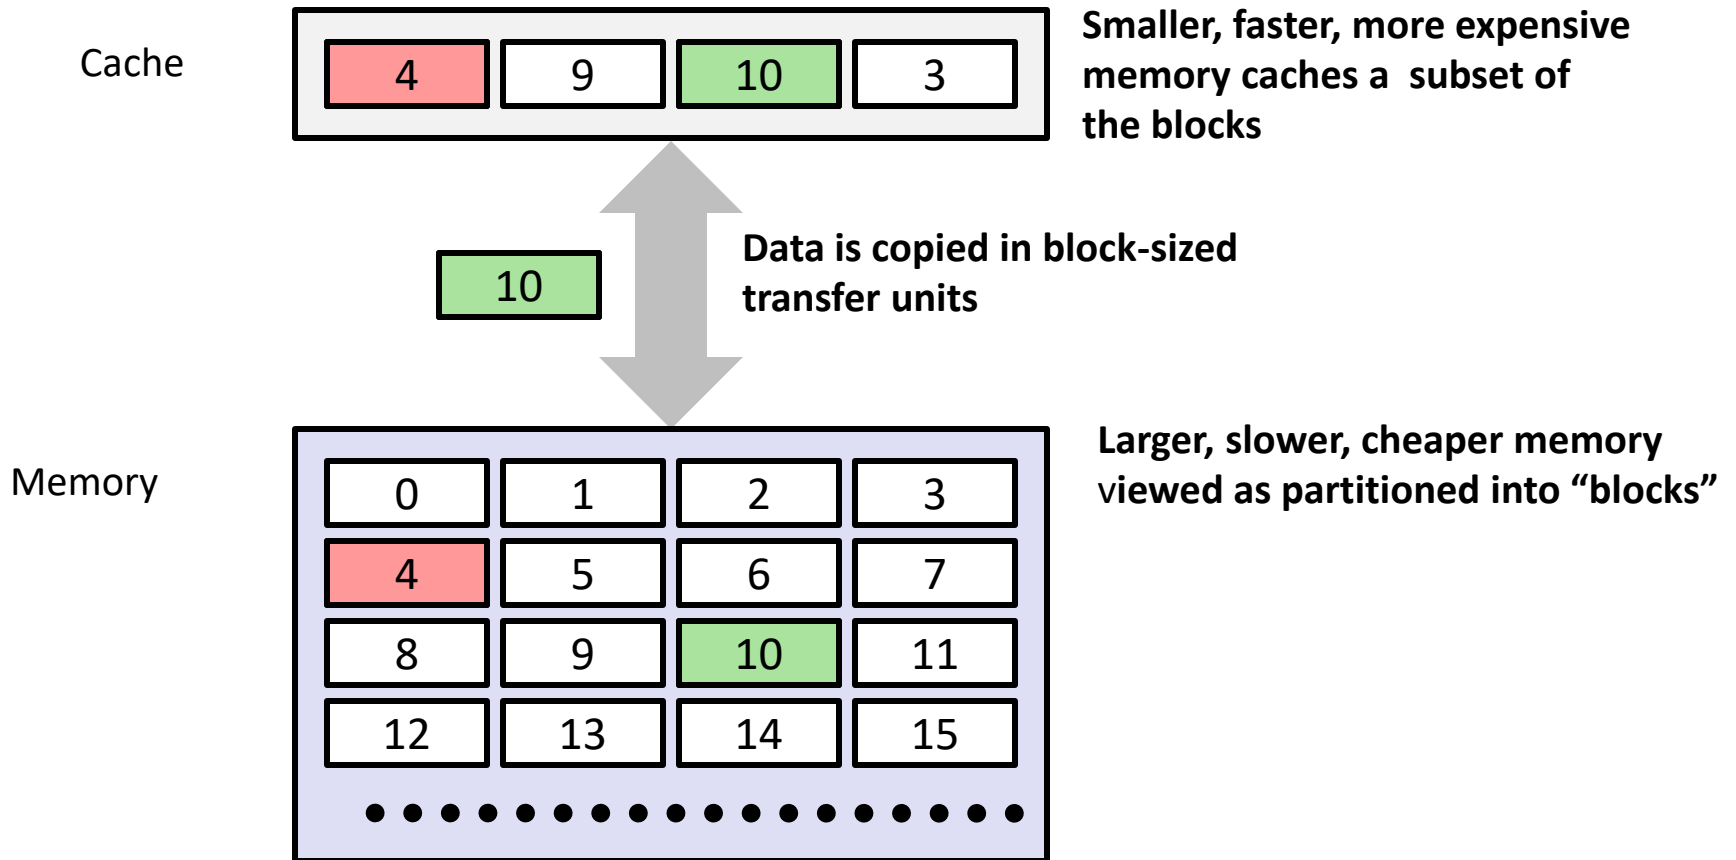 Cache
4 9 10 3
Smaller, faster, more expensive
memory caches a  subset of
the blocks
10
Data is copied in block-sized
transfer units
Memory
0 1 2 3
4 5 6 7
8 9 10 11
12 13 14 15
Larger, slower, cheaper memory
viewed as partitioned into “blocks”